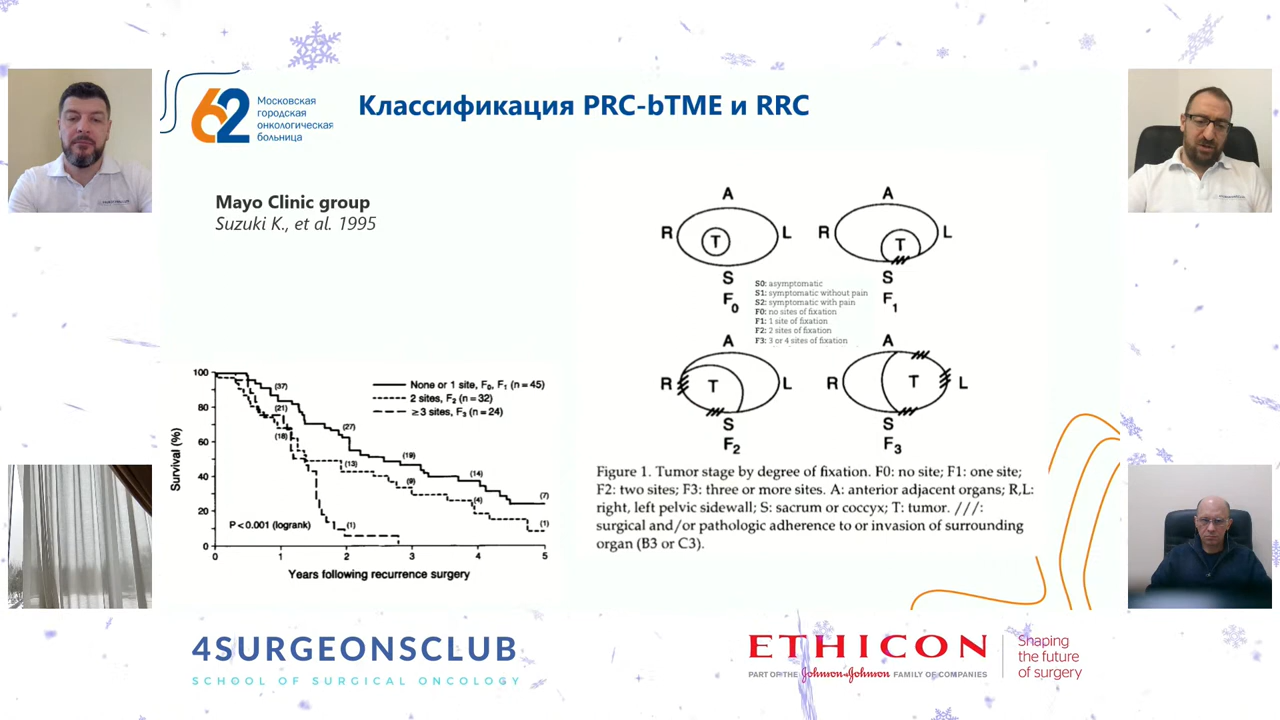 62
Московская
городская
онкологическая
больница
Классификация PRC-bTME и RRC
Mayo Clinic group
Suzuki K., et al. 1995
A
R
T
L
S
F0
A
R
T
L
S
F1
S0: asymptomatic
S1: symptomatic without pain
S2: symptomatic with pain
F0: no sites of fixation
F1: 1 site of fixation
F2: 2 sites of fixation
F3: 3 or 4 sites of fixation
A
R
T
L
S
F2
A
R
T
L
S
F3
Survival (%)
100
80
60
40
20
0
None or 1 site, F0, F1 (n = 45)
2 sites, F2 (n = 32)
≥3 sites, F3 (n = 24)
(37)
(21)
(18)
(27)
(13)
(19)
(9)
(14)
(4)
(7)
(1)
(1)
P < 0.001 (logrank)
0 1 2 3 4 5
Years following recurrence surgery
Figure 1. Tumor stage by degree of fixation. F0: no site; F1: one site;
F2: two sites; F3: three or more sites. A: anterior adjacent organs; R,L:
right, left pelvic sidewall; S: sacrum or coccyx; T: tumor. ///:
surgical and/or pathologic adherence to or invasion of surrounding
organ (B3 or C3).
4SURGEONSCLUB
SCHOOL OF SURGICAL ONCOLOGY
ETHICON
PART OF THE Johnson & Johnson FAMILY OF COMPANIES
Shaping
the future
of surgery